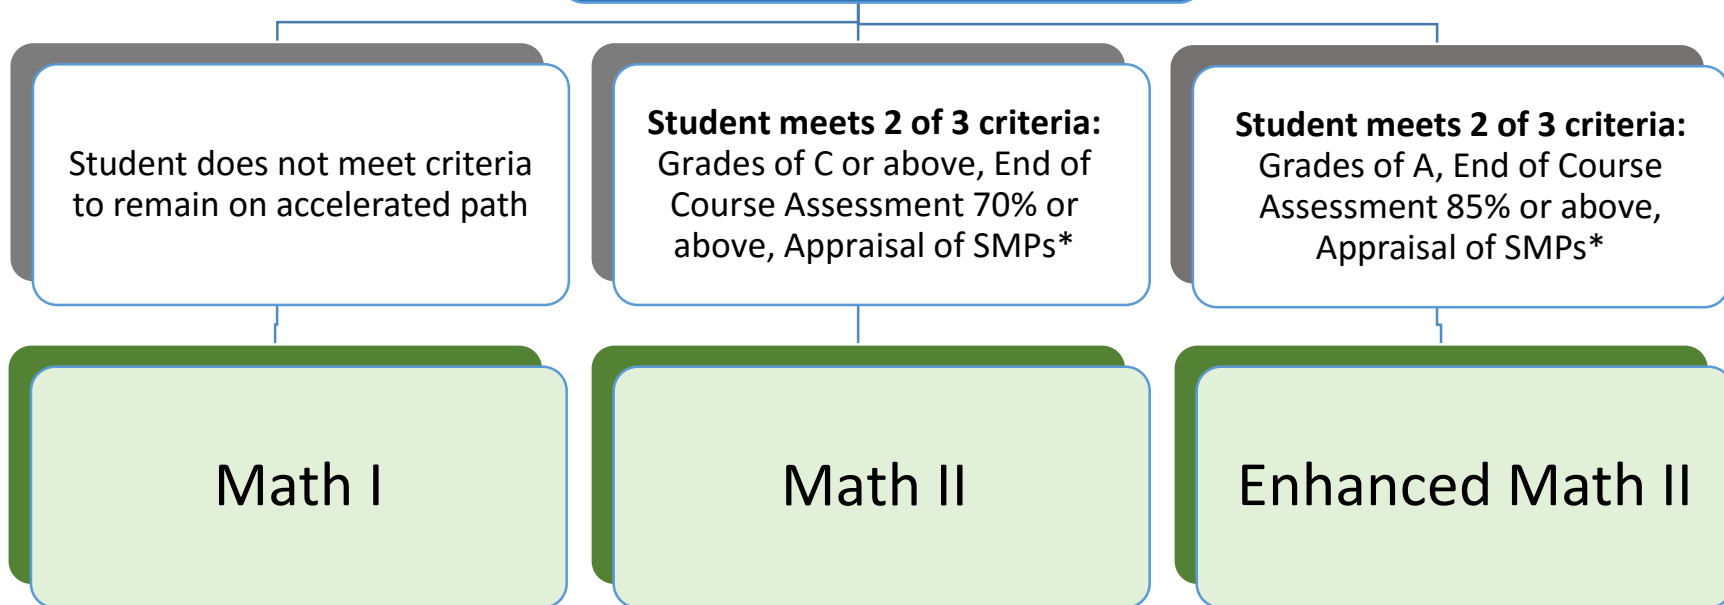 Student does not meet criteria
to remain on accelerated path
Student meets 2 of 3 criteria:
Grades of C or above, End of
Course Assessment 70% or
above, Appraisal of SMPs*
Student meets 2 of 3 criteria:
Grades of A, End of Course
Assessment 85% or above,
Appraisal of SMPs*
Math I
Math II
Enhanced Math II